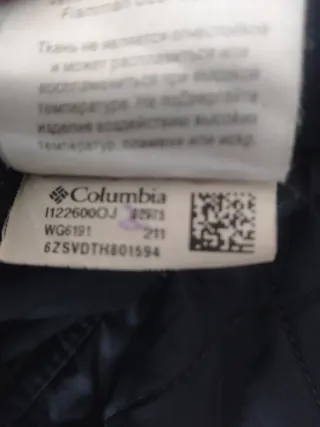 Ткань не является огнестойкой
и может расплавиться или
воспламениться при высокой
температуре. Не подвергайте
изделие воздействию высоких
температур, пламени или искр.
Columbia
I122600OJ 02975
WG6191 211
6ZSVDTH801594